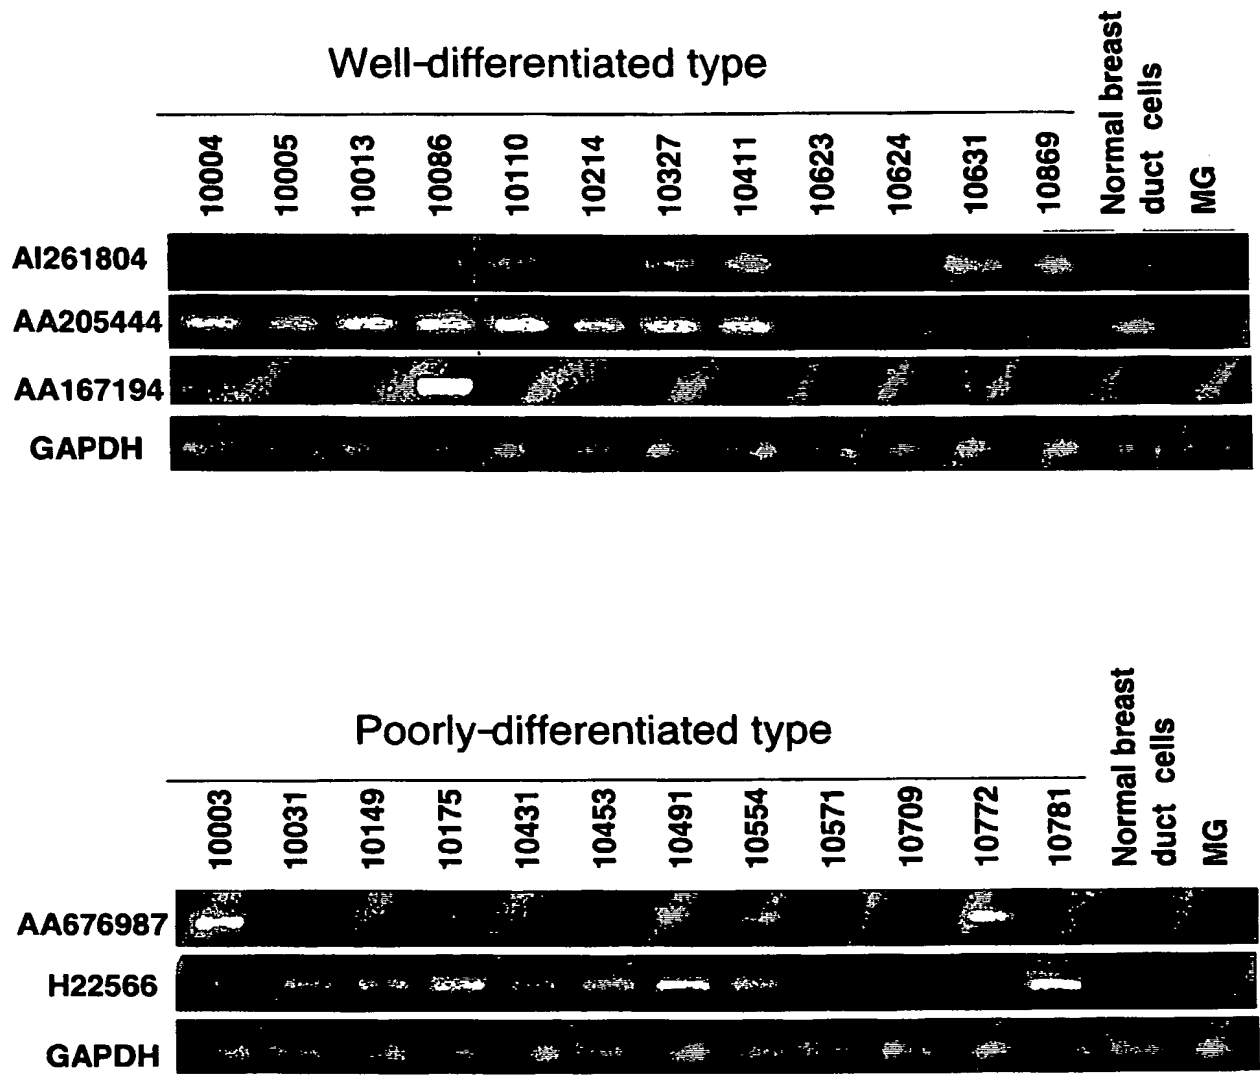 Well-differentiated type
10004 10005 10013 10086 10110 10214 10327 10411 10623 10624 10631 10869 Normal breast duct cells MG
AI261804
AA205444
AA167194
GAPDH
Poorly-differentiated type
10003 10031 10149 10175 10431 10453 10491 10554 10571 10709 10772 10781 Normal breast duct cells MG
AA676987
H22566
GAPDH